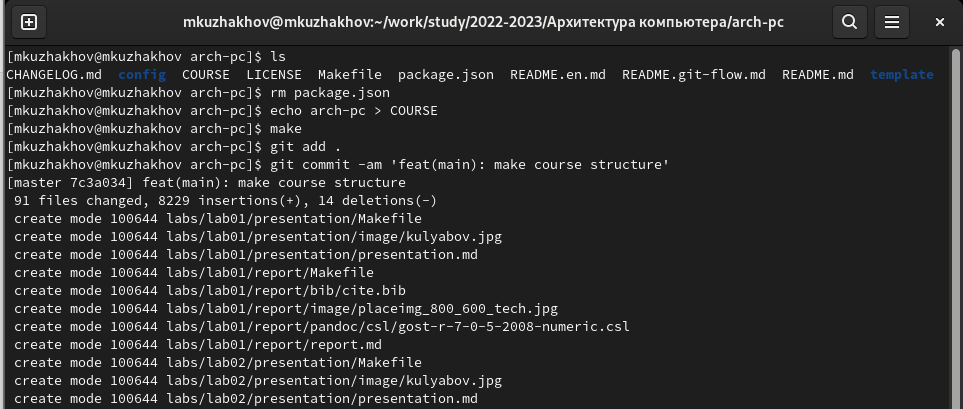 mkuzhakhov@mkuzhakhov:~/work/study/2022-2023/Архитектура компьютера/arch-pc
[mkuzhakhov@mkuzhakhov arch-pc]$ ls
CHANGELOG.md config COURSE LICENSE Makefile package.json README.en.md README.git-flow.md README.md template
[mkuzhakhov@mkuzhakhov arch-pc]$ rm package.json
[mkuzhakhov@mkuzhakhov arch-pc]$ echo arch-pc > COURSE
[mkuzhakhov@mkuzhakhov arch-pc]$ make
[mkuzhakhov@mkuzhakhov arch-pc]$ git add .
[mkuzhakhov@mkuzhakhov arch-pc]$ git commit -am 'feat(main): make course structure'
[master 7c3a034] feat(main): make course structure
91 files changed, 8229 insertions(+), 14 deletions(-)
create mode 100644 labs/lab01/presentation/Makefile
create mode 100644 labs/lab01/presentation/image/kulyabov.jpg
create mode 100644 labs/lab01/presentation/presentation.md
create mode 100644 labs/lab01/report/Makefile
create mode 100644 labs/lab01/report/bib/cite.bib
create mode 100644 labs/lab01/report/image/placeimg_800_600_tech.jpg
create mode 100644 labs/lab01/report/pandoc/csl/gost-r-7-0-5-2008-numeric.csl
create mode 100644 labs/lab01/report/report.md
create mode 100644 labs/lab02/presentation/Makefile
create mode 100644 labs/lab02/presentation/image/kulyabov.jpg
create mode 100644 labs/lab02/presentation/presentation.md